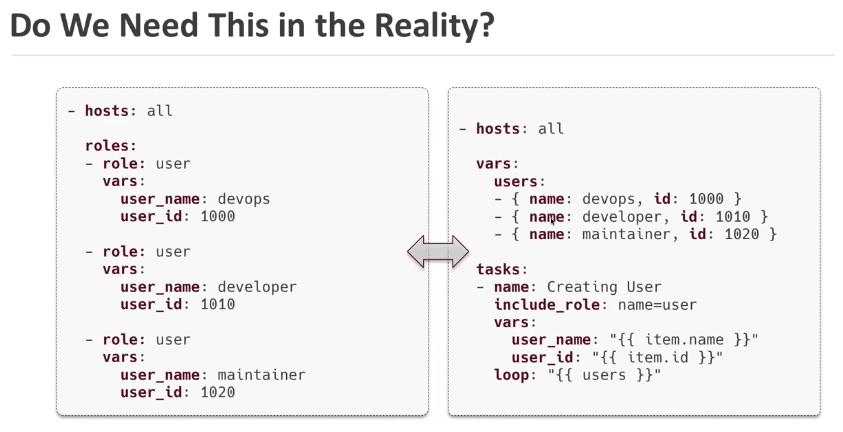 Do We Need This in the Reality?
- hosts: all
roles:
- role: user
vars:
user_name: devops
user_id: 1000
- role: user
vars:
user_name: developer
user_id: 1010
- role: user
vars:
user_name: maintainer
user_id: 1020
- hosts: all
vars:
users:
- { name: devops, id: 1000 }
- { name: developer, id: 1010 }
- { name: maintainer, id: 1020 }
tasks:
- name: Creating User
include_role: name=user
vars:
user_name: "{{ item.name }}"
user_id: "{{ item.id }}"
loop: "{{ users }}"